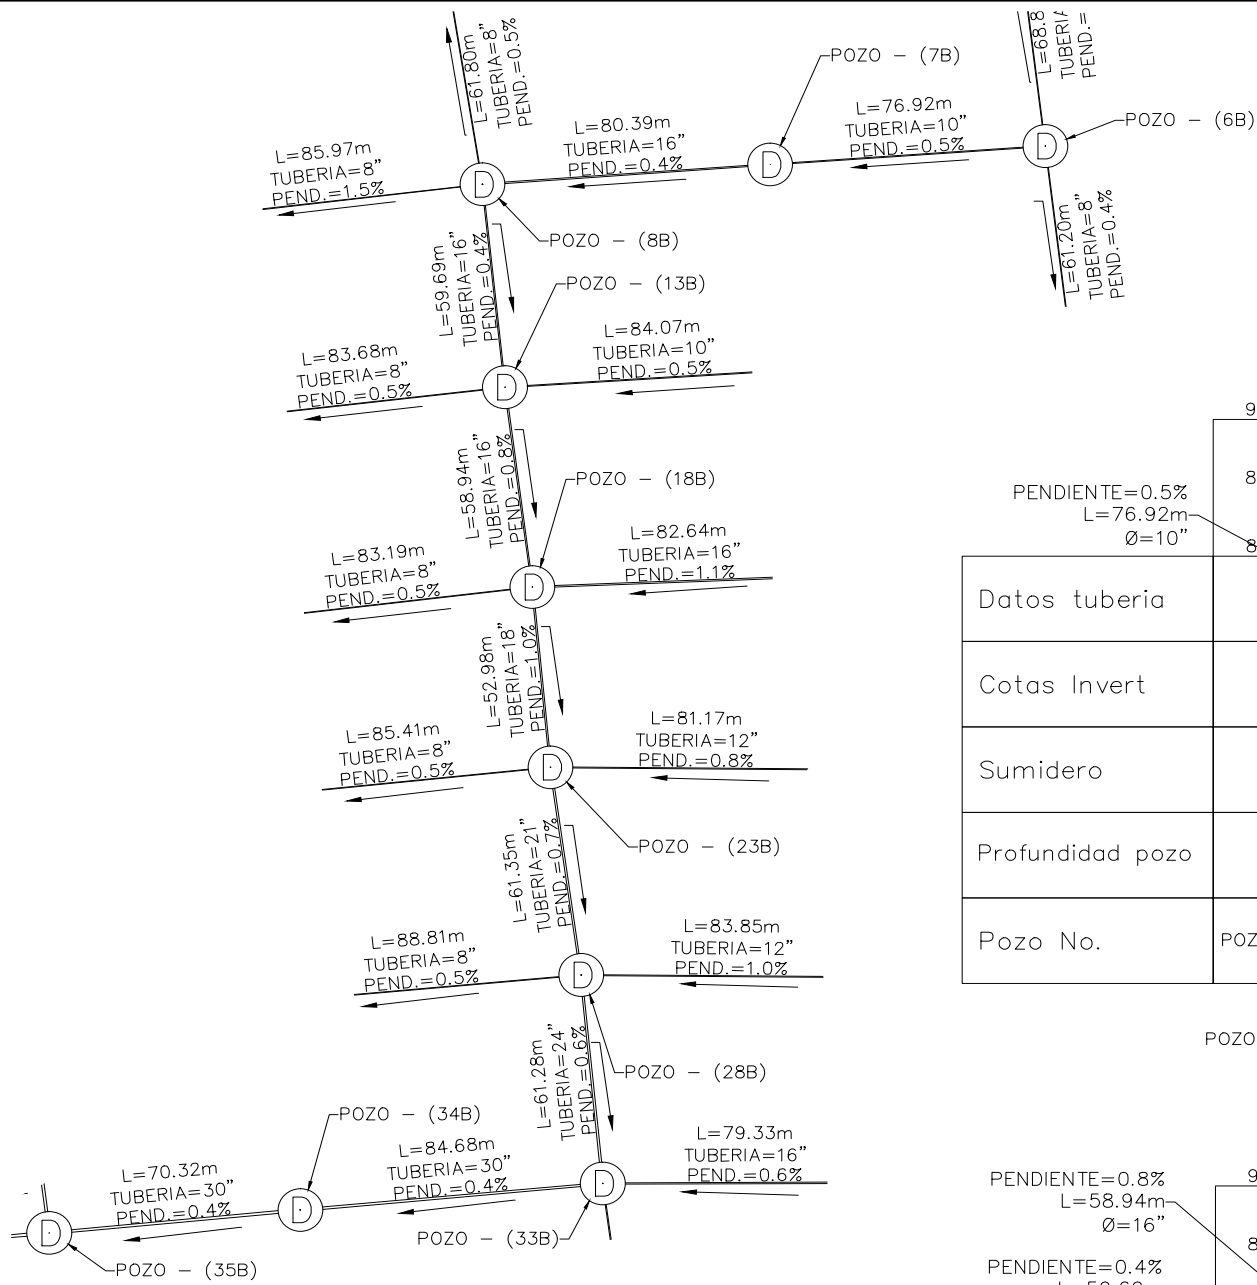 L=61.80m
TUBERIA=8”
PEND.=0.5%
L=68.8
TUBERIA
PEND.=
POZO – (7B)
L=80.39m
TUBERIA=16”
PEND.=0.4%
L=76.92m
TUBERIA=10”
PEND.=0.5%
POZO – (6B)
L=85.97m
TUBERIA=8”
PEND.=1.5%
D
D
D
L=61.20m
TUBERIA=8”
PEND.=0.4%
POZO – (8B)
L=59.69m
TUBERIA=16”
PEND.=0.4%
POZO – (13B)
L=84.07m
TUBERIA=10”
PEND.=0.5%
L=83.68m
TUBERIA=8”
PEND.=0.5%
D
L=58.94m
TUBERIA=16”
PEND.=0.8%
POZO – (18B)
L=82.64m
TUBERIA=16”
PEND.=1.1%
L=83.19m
TUBERIA=8”
PEND.=0.5%
D
L=52.98m
TUBERIA=18”
PEND.=1.0%
L=81.17m
TUBERIA=12”
PEND.=0.8%
L=85.41m
TUBERIA=8”
PEND.=0.5%
D
POZO – (23B)
L=61.35m
TUBERIA=21”
PEND.=0.7%
L=83.85m
TUBERIA=12”
PEND.=1.0%
L=88.81m
TUBERIA=8”
PEND.=0.5%
D
POZO – (28B)
L=61.28m
TUBERIA=24”
PEND.=0.6%
L=79.33m
TUBERIA=16”
PEND.=0.6%
D
POZO – (33B)
POZO – (34B)
L=84.68m
TUBERIA=30”
PEND.=0.4%
D
L=70.32m
TUBERIA=30”
PEND.=0.4%
D
POZO – (35B)
9
8
PENDIENTE=0.5%
L=76.92m
Ø=10”
8
Datos tuberia
Cotas Invert
Sumidero
Profundidad pozo
Pozo No.
POZ
POZO
PENDIENTE=0.8%
L=58.94m
Ø=16”
9
8
PENDIENTE=0.4%